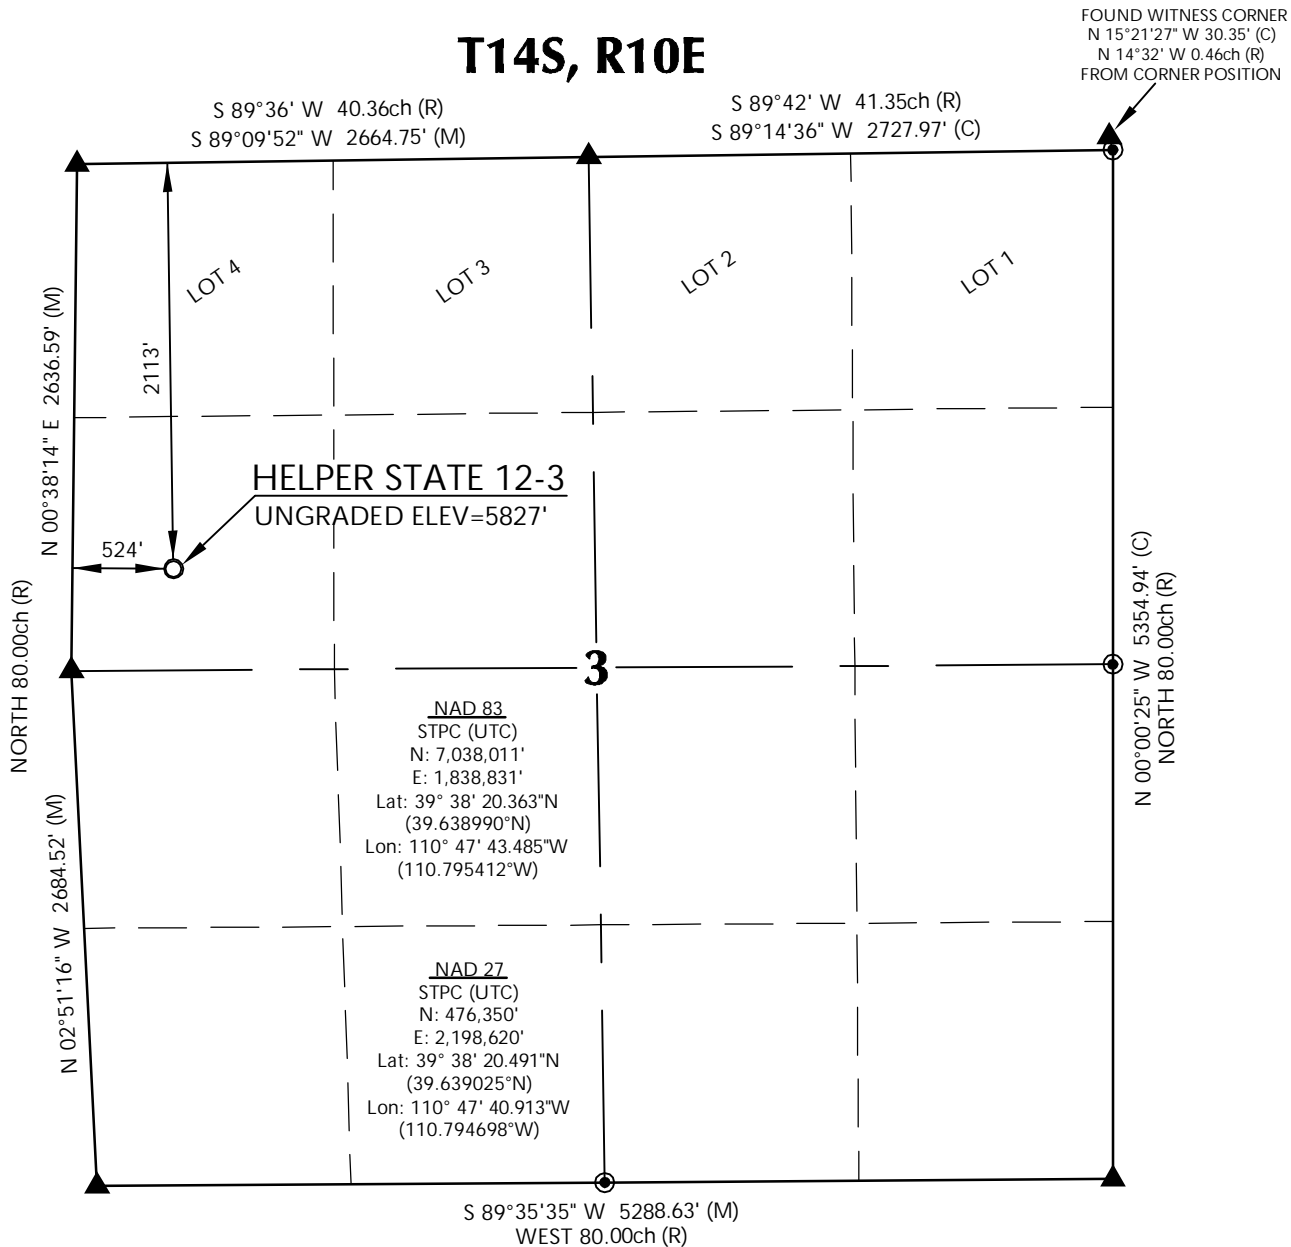 FOUND WITNESS CORNER
N 15°21'27" W 30.35' (C)
N 14°32' W 0.46ch (R)
FROM CORNER POSITION
T14S, R10E
S 89°36' W 40.36ch (R)
S 89°09'52" W 2664.75' (M)
S 89°42' W 41.35ch (R)
S 89°14'36" W 2727.97' (C)
LOT 4
LOT 3
LOT 2
LOT 1
N 00°38'14" E 2636.59' (M)
2113'
HELPER STATE 12-3
UNGRADED ELEV=5827'
524'
NORTH 80.00ch (R)
N 00°00'25" W 5354.94' (C)
NORTH 80.00ch (R)
3
NAD 83
STPC (UTC)
N: 7,038,011'
E: 1,838,831'
Lat: 39° 38' 20.363"N
(39.638990°N)
Lon: 110° 47' 43.485"W
(110.795412°W)
N 02°51'16" W 2684.52' (M)
NAD 27
STPC (UTC)
N: 476,350'
E: 2,198,620'
Lat: 39° 38' 20.491"N
(39.639025°N)
Lon: 110° 47' 40.913"W
(110.794698°W)
S 89°35'35" W 5288.63' (M)
WEST 80.00ch (R)